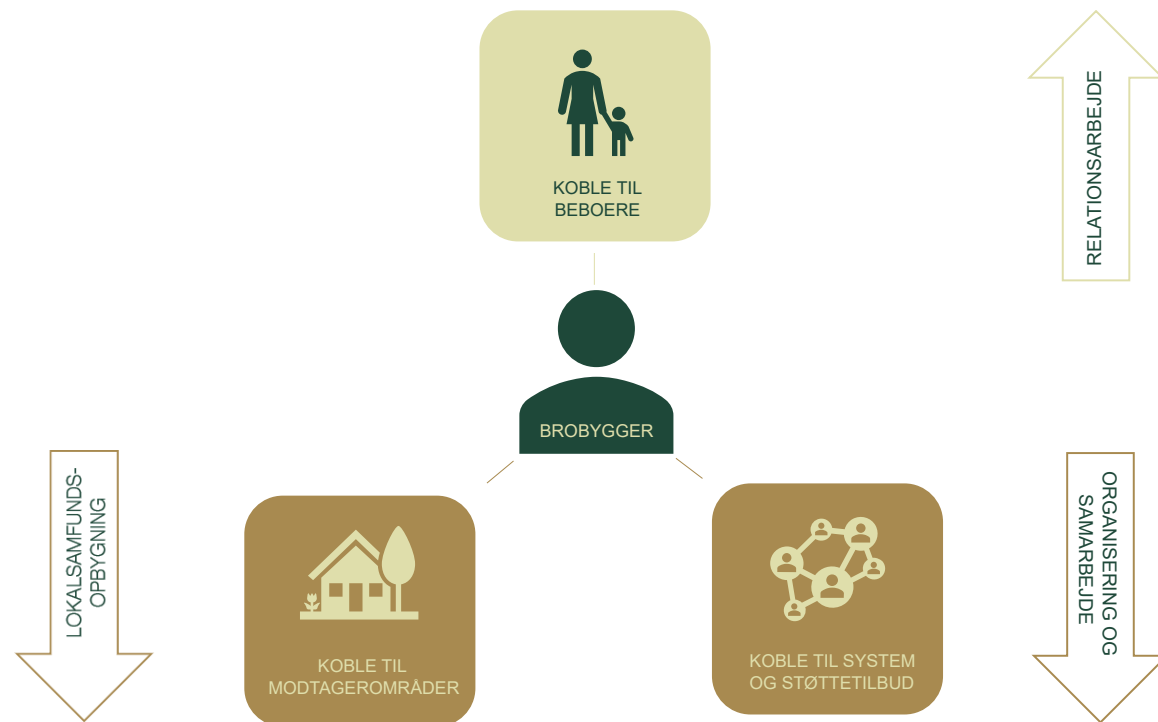 KOBLE TIL
BEBOERE
RELATIONSARBEJDE
BROBYGGER
LOKALSAMFUNDS-
OPBYGNING
KOBLE TIL
MODTAGEROMRÅDER
KOBLE TIL SYSTEM
OG STØTTETILBUD
ORGANISERING OG
SAMARBEJDE